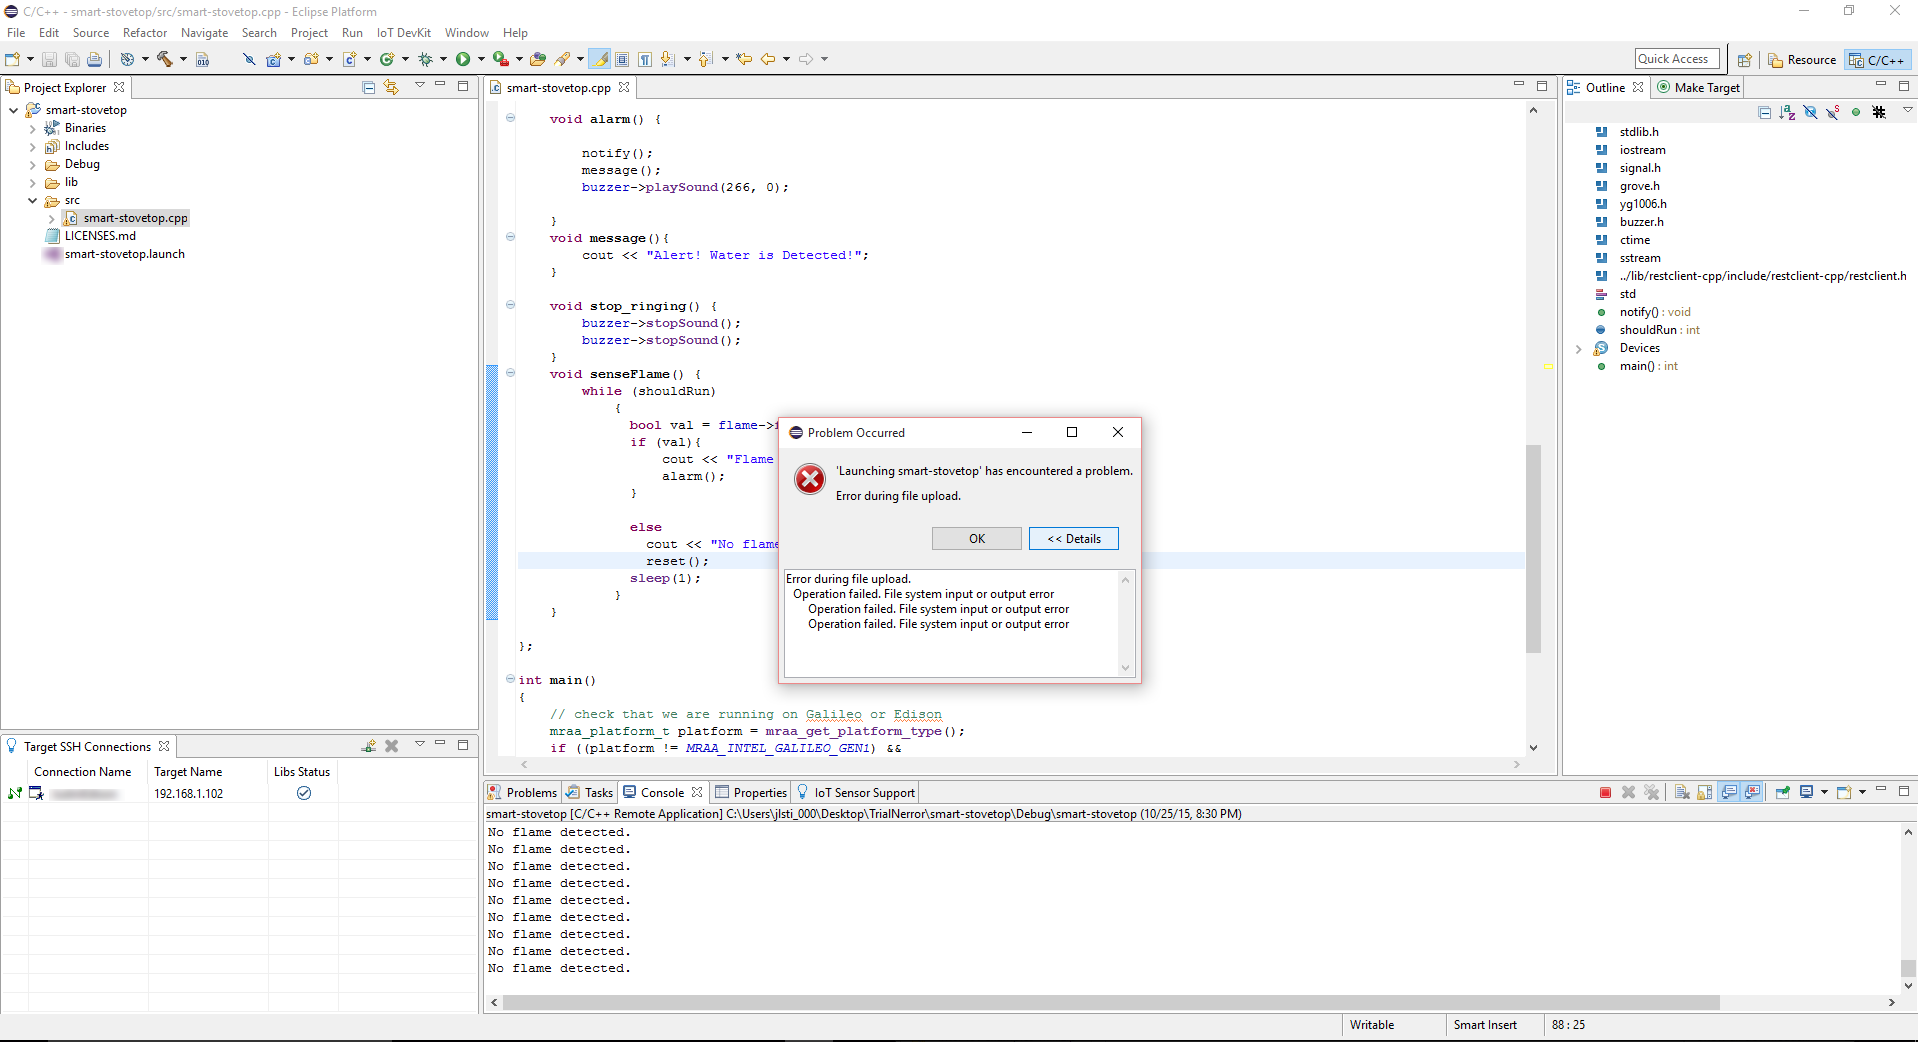 C/C++ - smart-stovetop/src/smart-stovetop.cpp - Eclipse Platform
File Edit Source Refactor Navigate Search Project Run IoT DevKit Window Help
Quick Access
Resource
C/C++
Project Explorer
smart-stovetop
Binaries
Includes
Debug
lib
src
smart-stovetop.cpp
LICENSES.md
smart-stovetop.launch
smart-stovetop.cpp
void alarm() {
notify();
message();
buzzer->playSound(266, 0);
}
void message(){
cout << "Alert! Water is Detected!";
}
void stop_ringing() {
buzzer->stopSound();
buzzer->stopSound();
}
void senseFlame() {
while (shouldRun)
{
bool val = flame->
if (val){
cout << "Flame
alarm();
}
else
cout << "No flame
reset();
sleep(1);
}
}
};
int main()
{
// check that we are running on Galileo or Edison
mraa_platform_t platform = mraa_get_platform_type();
if ((platform != MRAA_INTEL_GALILEO_GEN1) &&
Problem Occurred
'Launching smart-stovetop' has encountered a problem.
Error during file upload.
OK
<< Details
Error during file upload.
Operation failed. File system input or output error
Operation failed. File system input or output error
Operation failed. File system input or output error
Outline
Make Target
stdlib.h
iostream
signal.h
grove.h
yg1006.h
buzzer.h
ctime
sstream
../lib/restclient-cpp/include/restclient-cpp/restclient.h
std
notify() : void
shouldRun : int
Devices
main() : int
Target SSH Connections
Connection Name Target Name Libs Status
192.168.1.102
Problems Tasks Console Properties IoT Sensor Support
smart-stovetop [C/C++ Remote Application] C:\Users\jlsti_000\Desktop\TrialNerror\smart-stovetop\Debug\smart-stovetop (10/25/15, 8:30 PM)
No flame detected.
No flame detected.
No flame detected.
No flame detected.
No flame detected.
No flame detected.
No flame detected.
No flame detected.
No flame detected.
Writable
Smart Insert
88 : 25